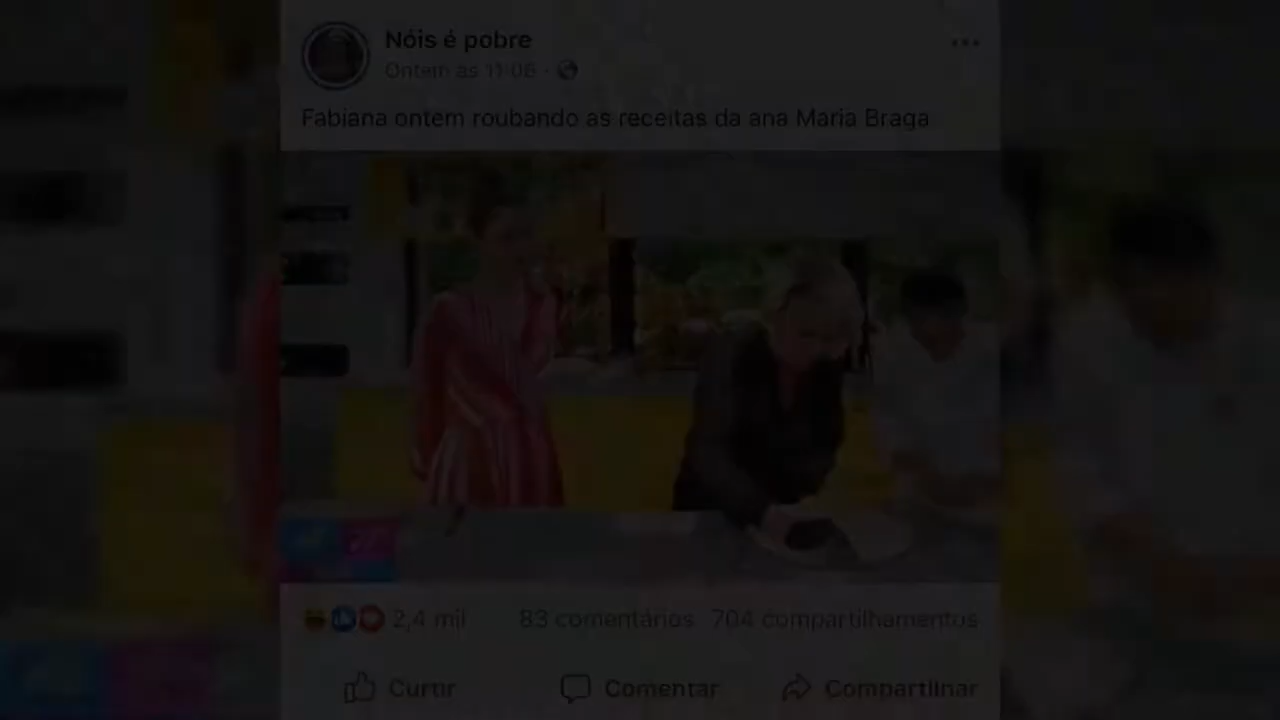 Nóis é pobre
Ontem às 11:06 ·
Fabiana ontem roubando as receitas da ana Maria Braga
2,4 mil 83 comentários 704 compartilhamentos
Curtir Comentar Compartilhar